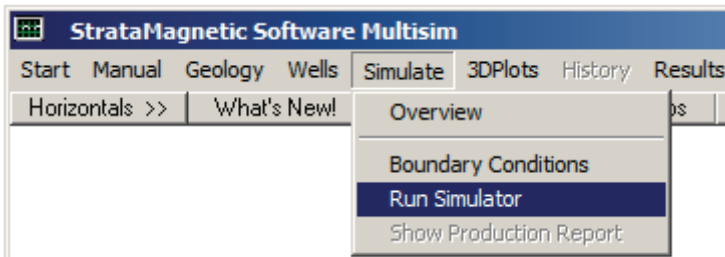 StrataMagnetic Software Multisim
Start Manual Geology Wells Simulate 3DPlots History Results
Horizontals >> What's New!
Overview
Boundary Conditions
Run Simulator
Show Production Report